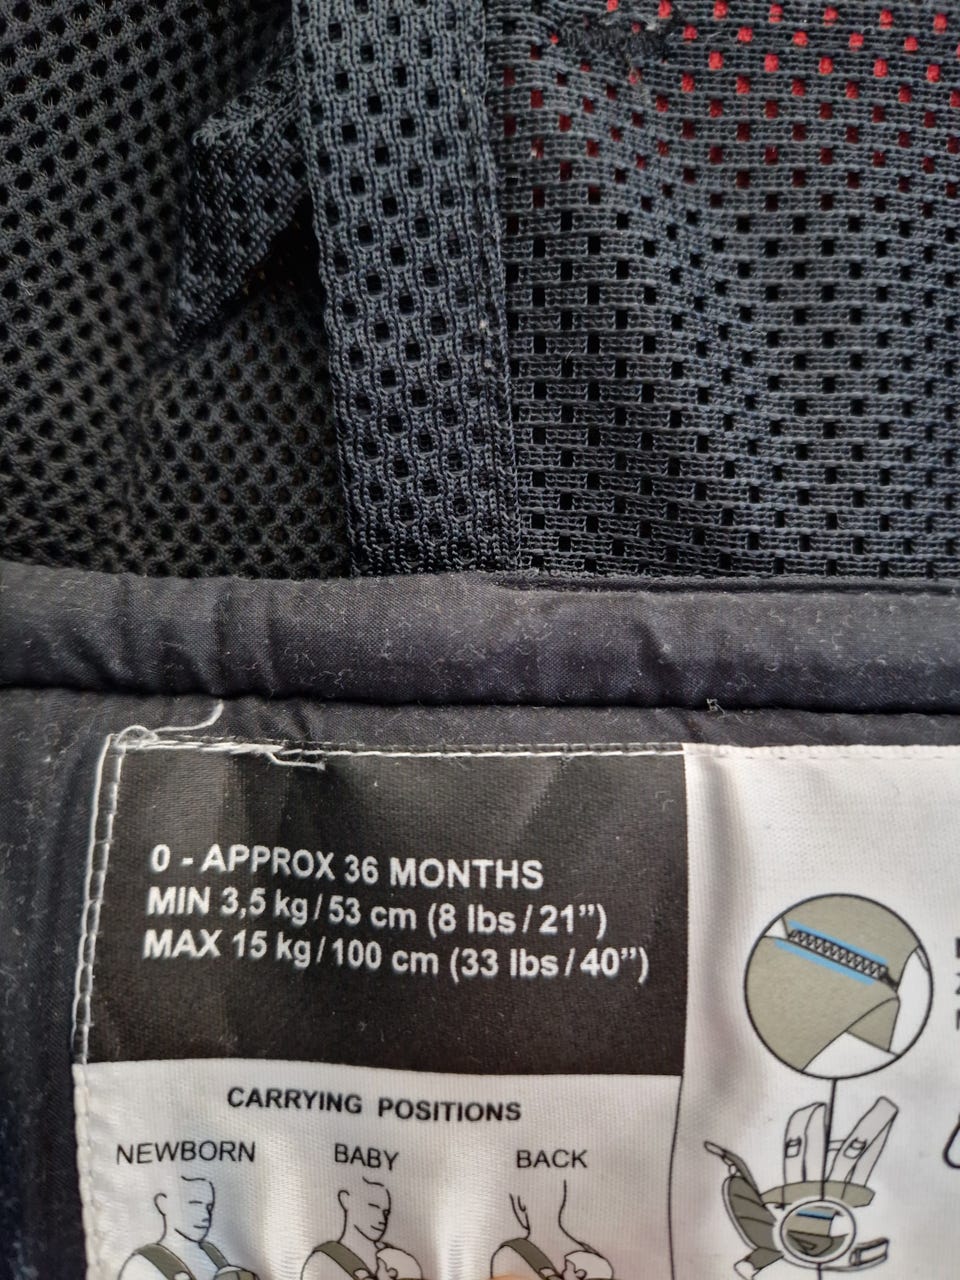 0 - APPROX 36 MONTHS
MIN 3,5 kg/53 cm (8 lbs/21”)
MAX 15 kg/100 cm (33 lbs/40”)
CARRYING POSITIONS
NEWBORN BABY BACK